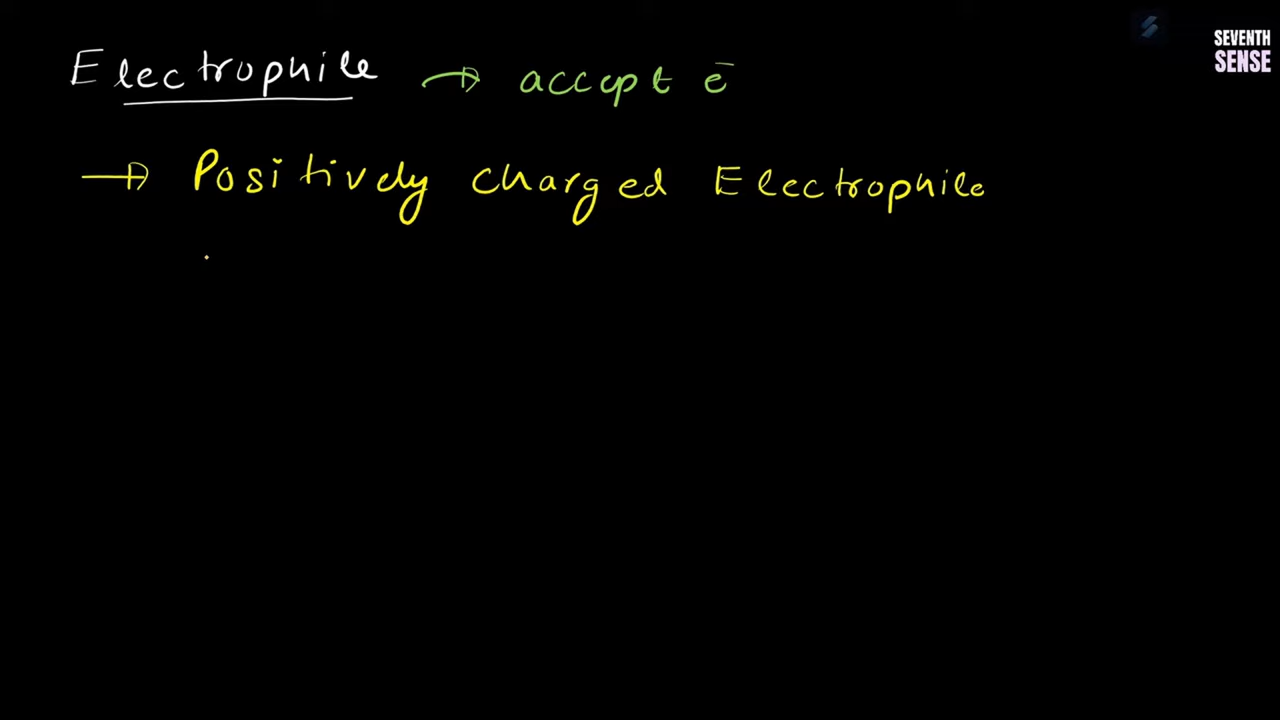 Electrophile → accept e⁻
→ Positively charged Electrophile
SEVENTH
SENSE